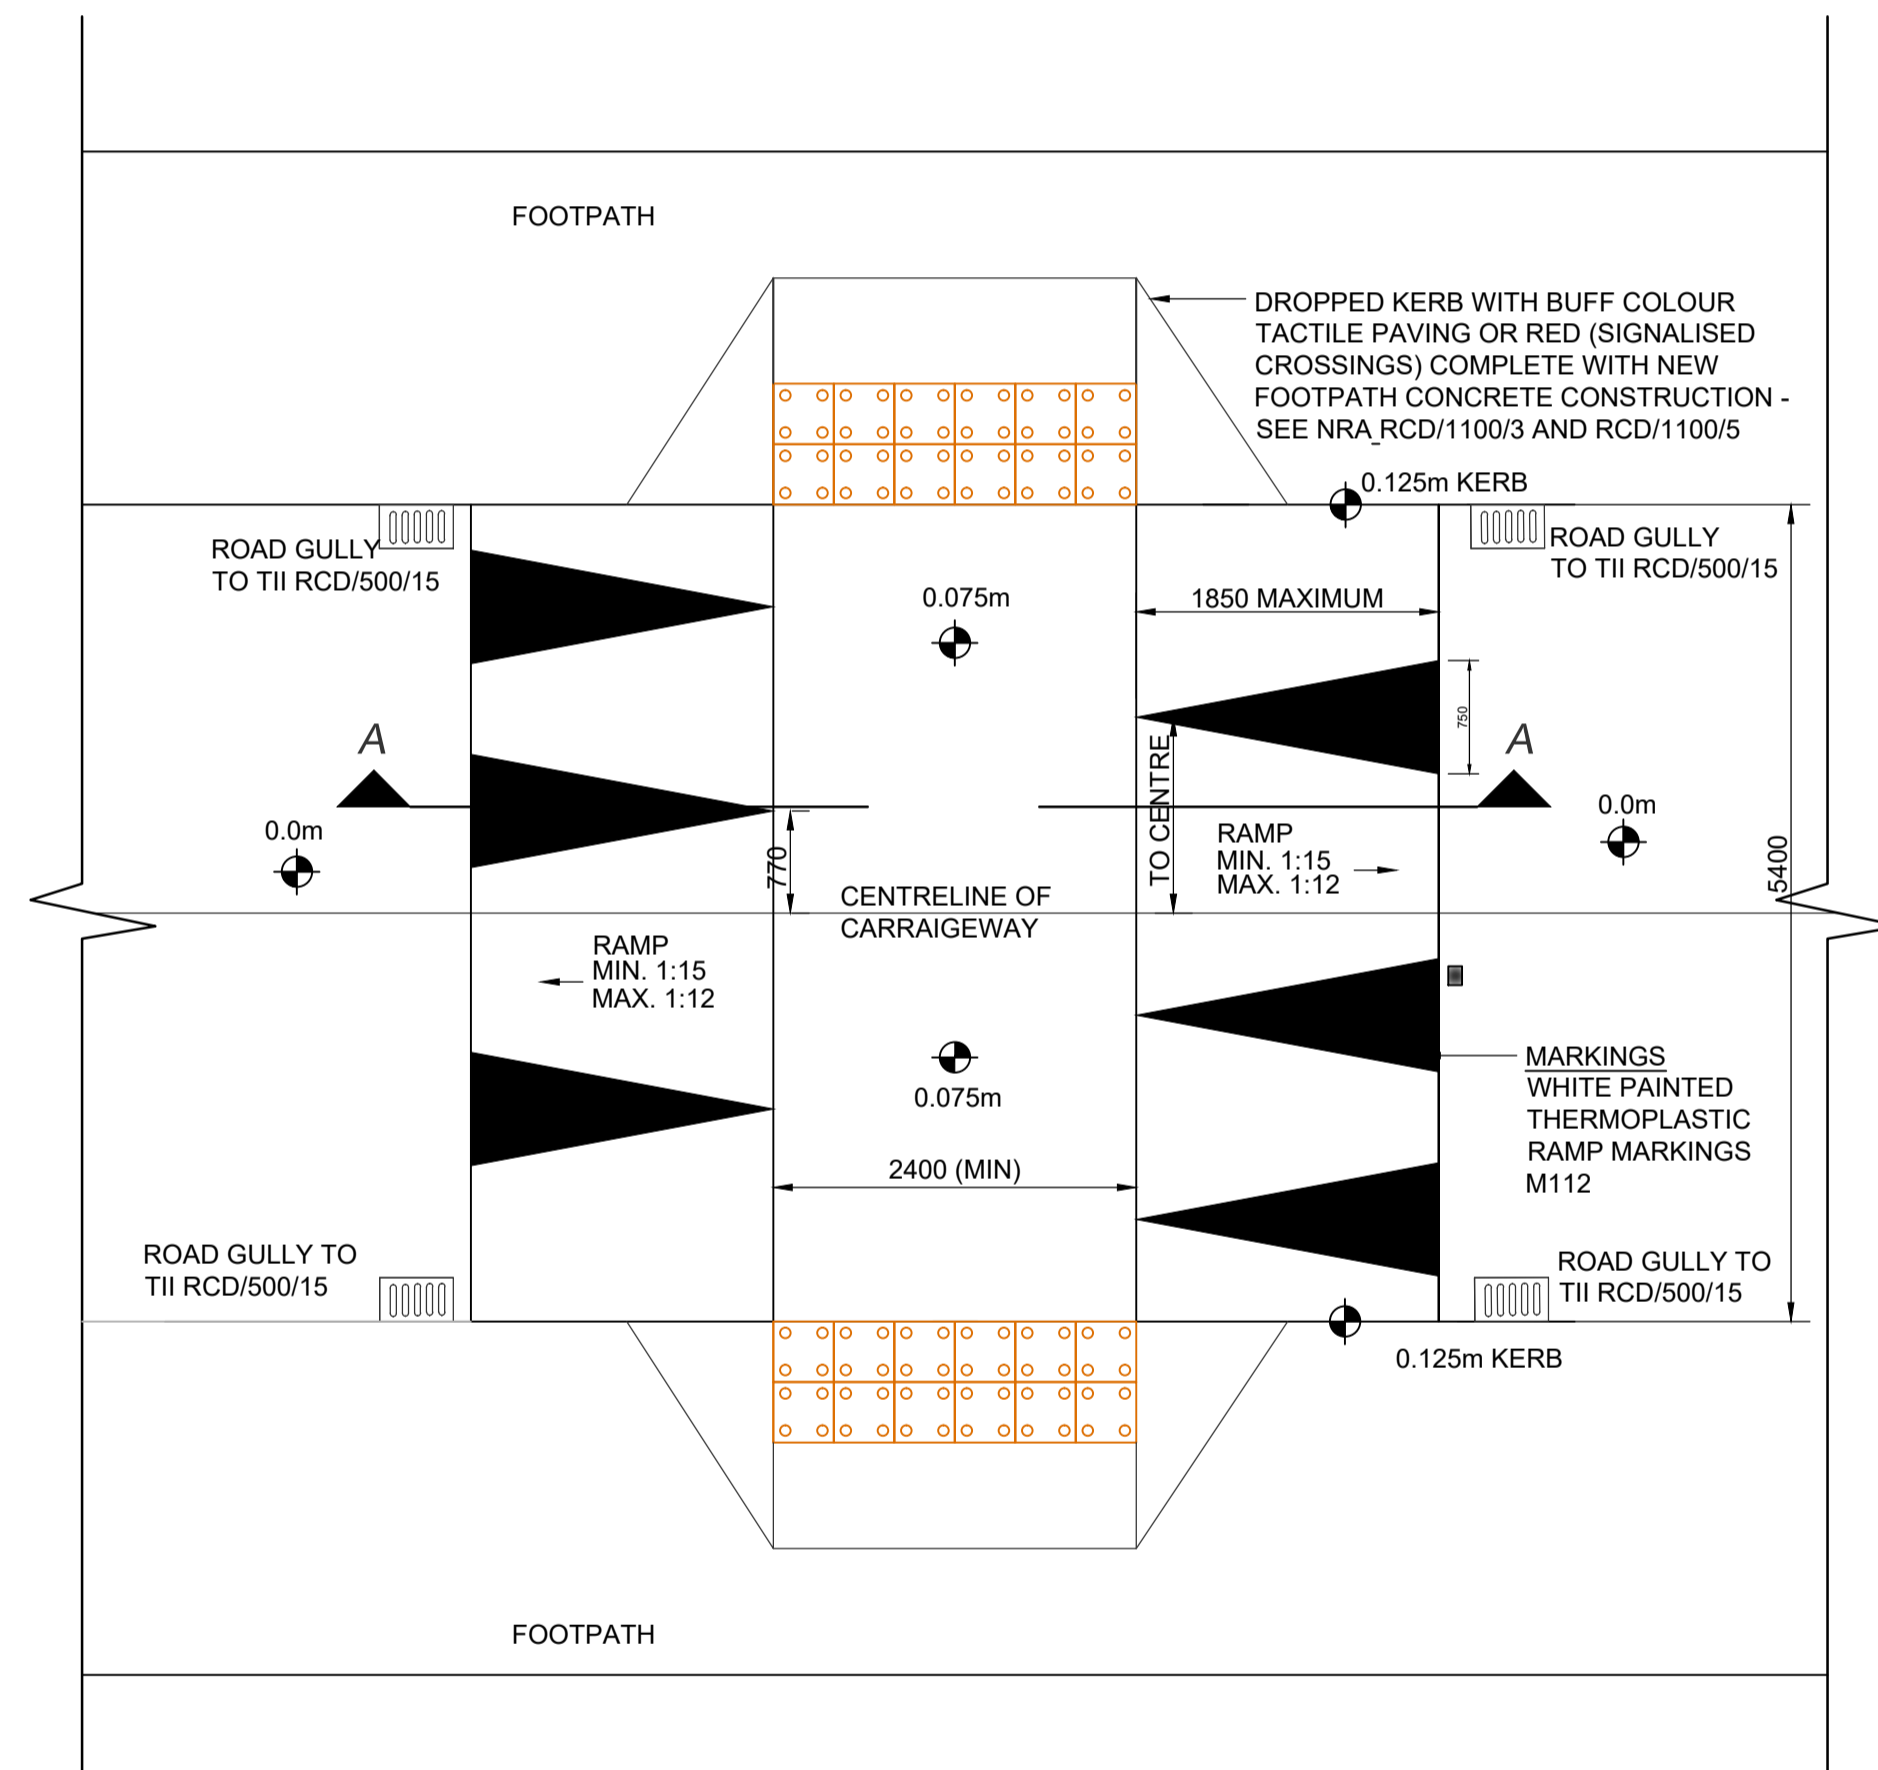 FOOTPATH
DROPPED KERB WITH BUFF COLOUR
TACTILE PAVING OR RED (SIGNALISED
CROSSINGS) COMPLETE WITH NEW
FOOTPATH CONCRETE CONSTRUCTION -
SEE NRA_RCD/1100/3 AND RCD/1100/5
0.125m KERB
ROAD GULLY
TO TII RCD/500/15
ROAD GULLY
TO TII RCD/500/15
0.075m
1850 MAXIMUM
750
A
A
TO CENTRE
0.0m
0.0m
770
RAMP
MIN. 1:15
MAX. 1:12
5400
CENTRELINE OF
CARRAIGEWAY
RAMP
MIN. 1:15
MAX. 1:12
0.075m
MARKINGS
WHITE PAINTED
THERMOPLASTIC
RAMP MARKINGS
M112
2400 (MIN)
ROAD GULLY TO
TII RCD/500/15
ROAD GULLY TO
TII RCD/500/15
0.125m KERB
FOOTPATH